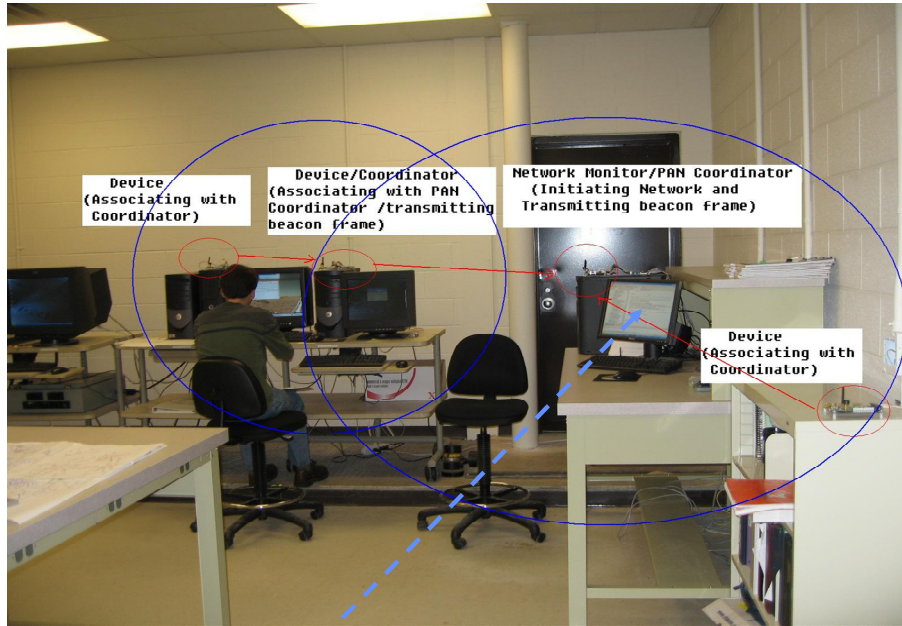 Device
(Associating with
Coordinator)
Device/Coordinator
(Associating with PAN
Coordinator /transmitting
beacon frame)
Network Monitor/PAN Coordinator
(Initiating Network and
Transmitting beacon frame)
Device
(Associating with
Coordinator)